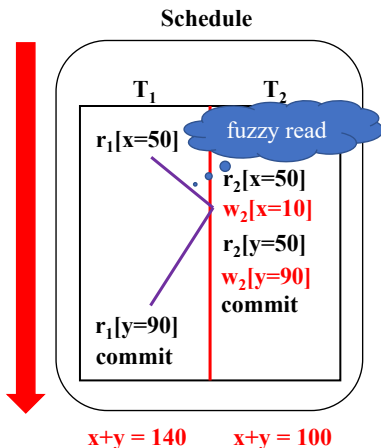 Schedule
T1 T2
fuzzy read
r1[x=50]
r2[x=50]
w2[x=10]
r2[y=50]
w2[y=90]
commit
r1[y=90]
commit
x+y = 140 x+y = 100